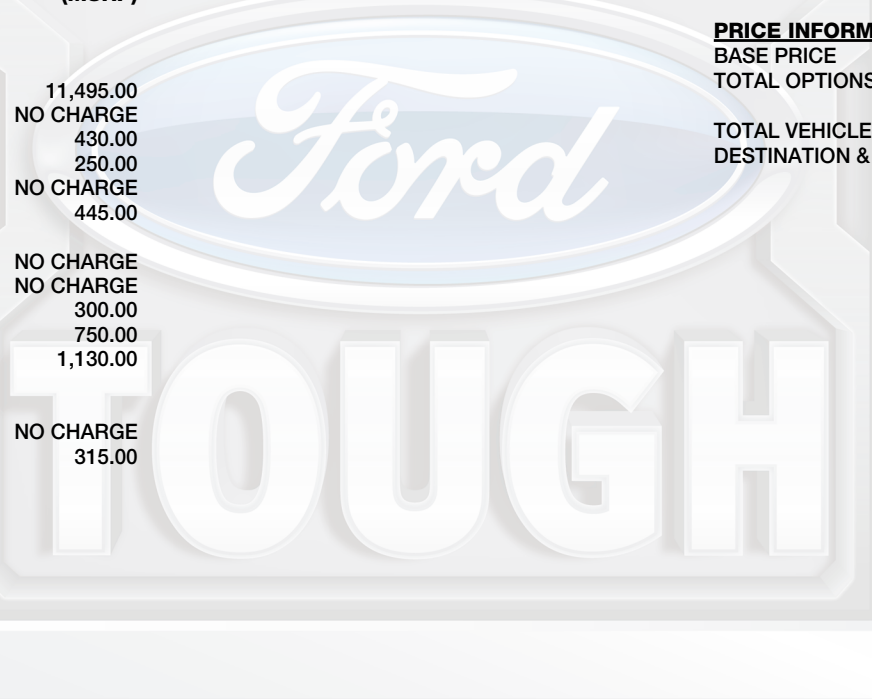 (MSRP)
11,495.00
NO CHARGE
430.00
250.00
NO CHARGE
445.00
NO CHARGE
NO CHARGE
300.00
750.00
1,130.00
NO CHARGE
315.00
PRICE INFORM
BASE PRICE
TOTAL OPTIONS
TOTAL VEHICLE
DESTINATION &
Ford
TOUGH